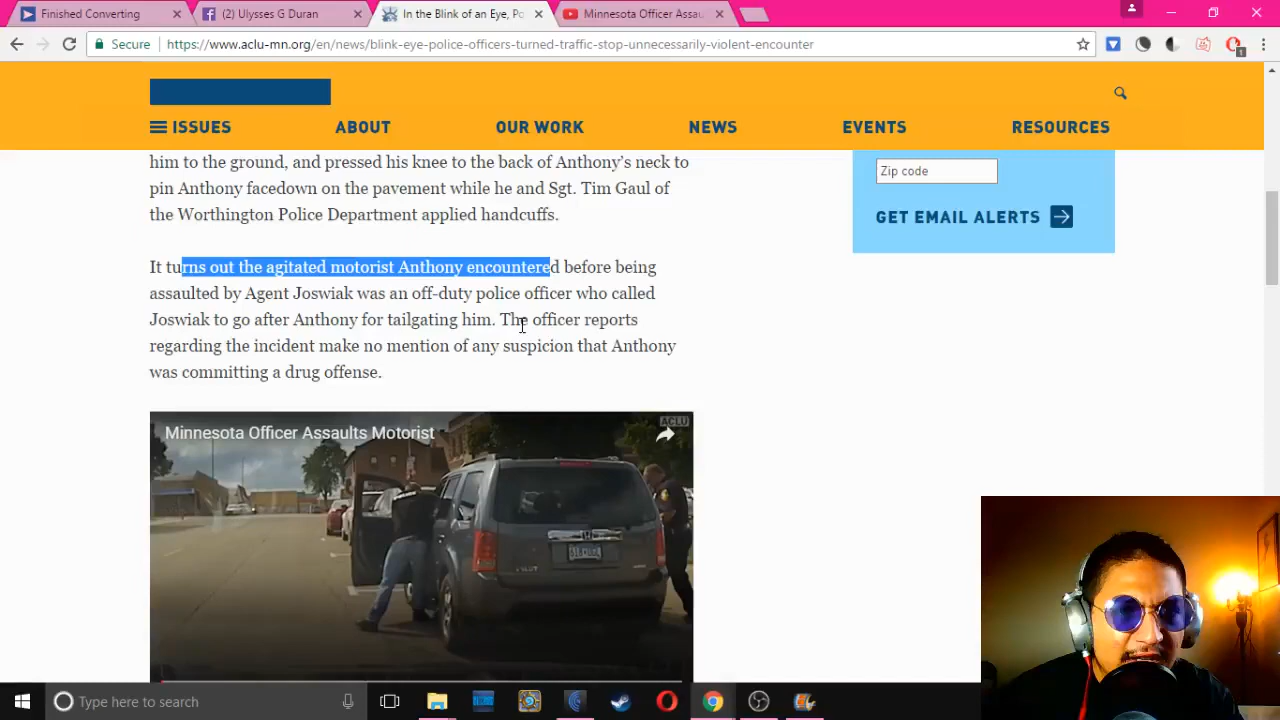 Finished Converting
(2) Ulysses G Duran
In the Blink of an Eye, Po
Minnesota Officer Assau
Secure
https://www.aclu-mn.org/en/news/blink-eye-police-officers-turned-traffic-stop-unnecessarily-violent-encounter
ISSUES
ABOUT
OUR WORK
NEWS
EVENTS
RESOURCES
him to the ground, and pressed his knee to the back of Anthony's neck to
pin Anthony facedown on the pavement while he and Sgt. Tim Gaul of
the Worthington Police Department applied handcuffs.
Zip code
GET EMAIL ALERTS
It turns out the agitated motorist Anthony encountered before being
assaulted by Agent Joswiak was an off-duty police officer who called
Joswiak to go after Anthony for tailgating him. The officer reports
regarding the incident make no mention of any suspicion that Anthony
was committing a drug offense.
Minnesota Officer Assaults Motorist
ACLU
Type here to search